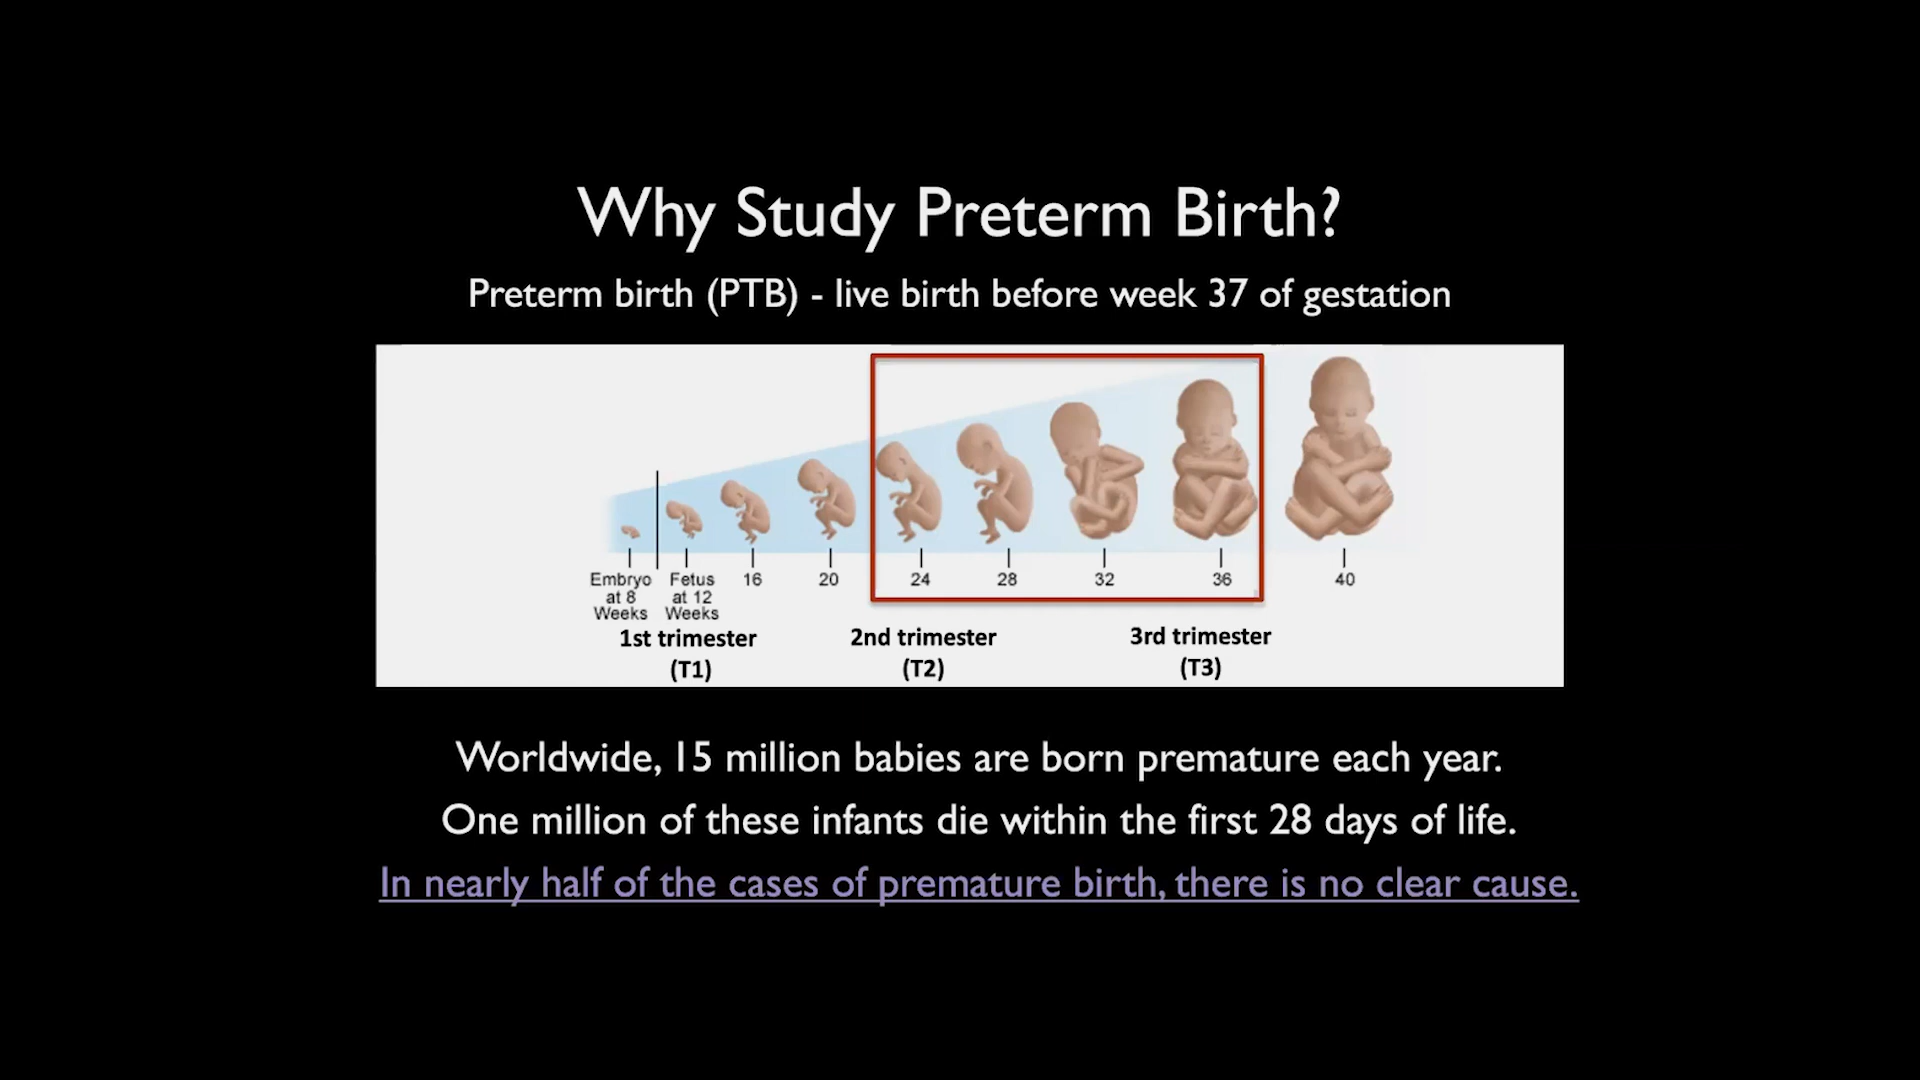 Why Study Preterm Birth?
Preterm birth (PTB) - live birth before week 37 of gestation
Embryo at 8 Weeks
Fetus at 12 Weeks
16 20 24 28 32 36 40
1st trimester (T1)
2nd trimester (T2)
3rd trimester (T3)
Worldwide, 15 million babies are born premature each year.
One million of these infants die within the first 28 days of life.
In nearly half of the cases of premature birth, there is no clear cause.